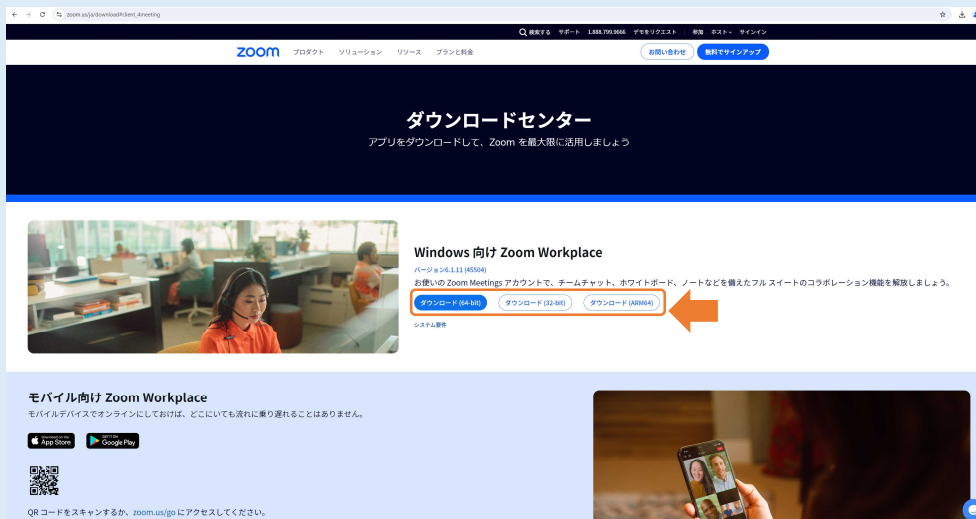 zoom.us/ja/download#client_4meeting
検索する サポート 1.888.799.9666 デモをリクエスト 参加 ホスト サインイン
zoom プロダクト ソリューション リソース プランと料金 お問い合わせ 無料でサインアップ
ダウンロードセンター
アプリをダウンロードして、Zoom を最大限に活用しましょう
Windows 向け Zoom Workplace
バージョン6.1.11 (45504)
お使いの Zoom Meetings アカウントで、チームチャット、ホワイトボード、ノートなどを備えたフル スイートのコラボレーション機能を解放しましょう。
ダウンロード (64-bit) ダウンロード (32-bit) ダウンロード (ARM64)
システム要件
モバイル向け Zoom Workplace
モバイルデバイスでオンラインにしておけば、どこにいても流れに乗り遅れることはありません。
Download on the App Store GET IT ON Google Play
QR コードをスキャンするか、zoom.us/go にアクセスしてください。